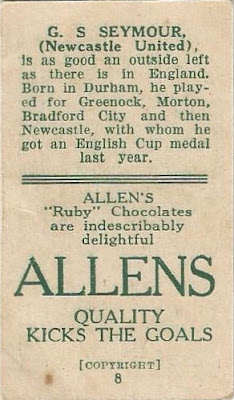 G. S SEYMOUR,
(Newcastle United),
is as good an outside left
as there is in England.
Born in Durham, he play-
ed for Greenock, Morton,
Bradford City and then
Newcastle, with whom he
got an English Cup medal
last year.
ALLEN'S
"Ruby" Chocolates
are indescribably
delightful
ALLENS
QUALITY
KICKS THE GOALS
[COPYRIGHT]
8